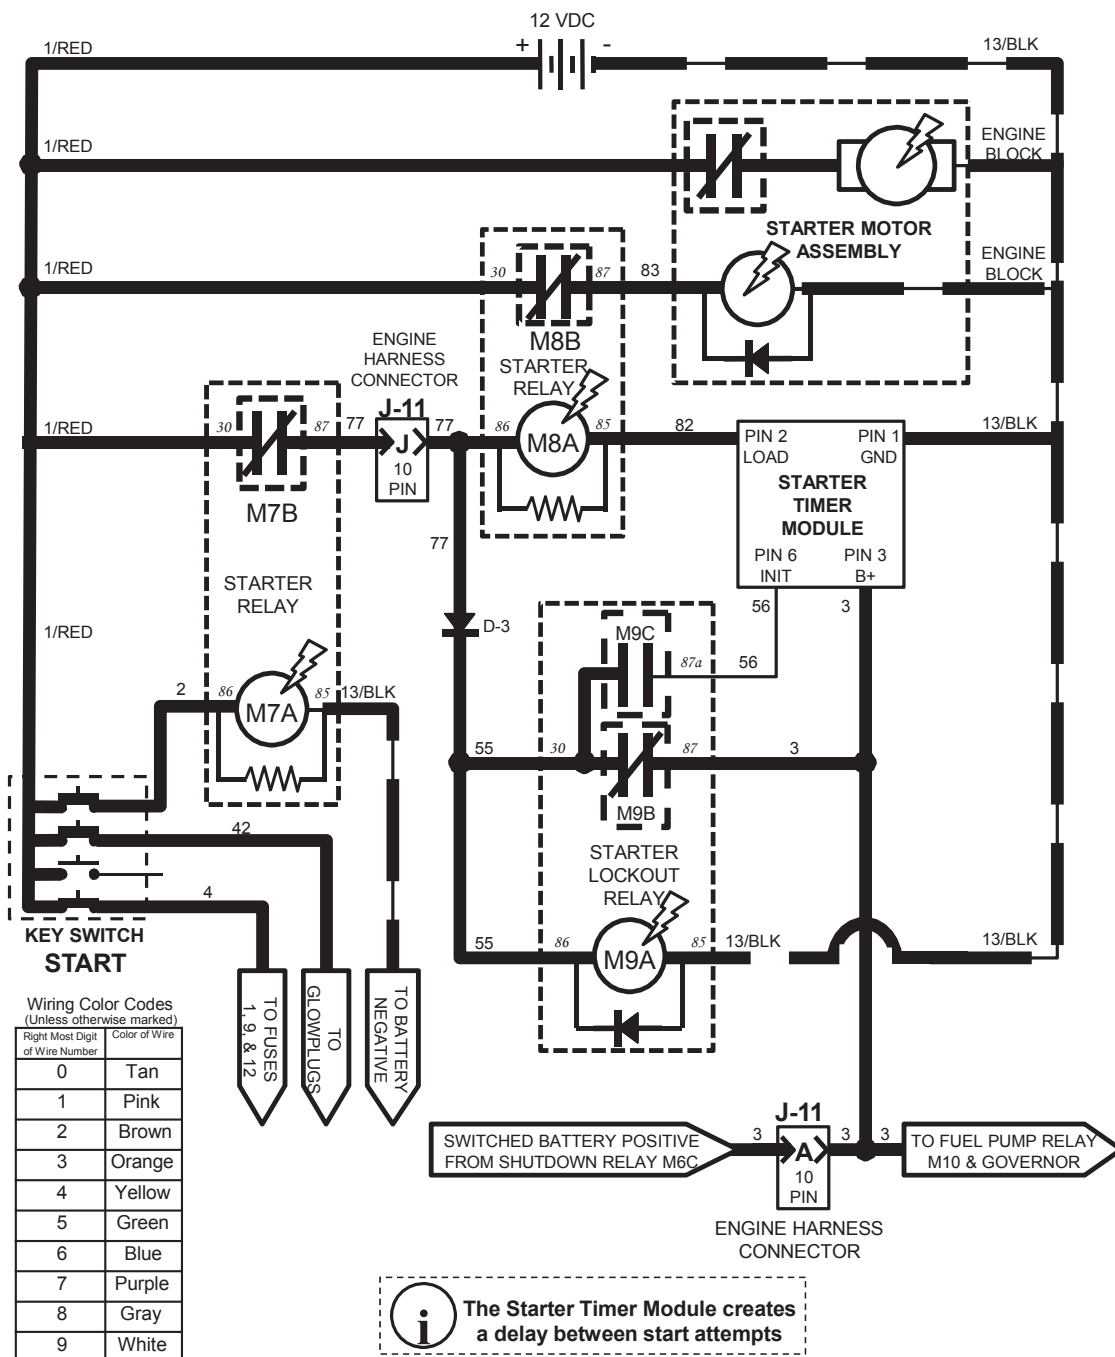 12 VDC
+ -
1/RED
13/BLK
1/RED
ENGINE
BLOCK
STARTER MOTOR
ASSEMBLY
1/RED
30
87
83
ENGINE
BLOCK
M8B
STARTER
RELAY
ENGINE
HARNESS
CONNECTOR
J-11
1/RED
30
87
77
J
10
PIN
77
86
M8A
85
82
PIN 2
LOAD
PIN 1
GND
13/BLK
STARTER
TIMER
MODULE
PIN 6
INIT
PIN 3
B+
M7B
77
STARTER
RELAY
56
3
1/RED
D-3
M9C
87a
56
2
86
M7A
85
13/BLK
55
30
87
3
M9B
STARTER
LOCKOUT
RELAY
42
4
55
86
M9A
85
13/BLK
13/BLK
KEY SWITCH
START
TO FUSES
1, 9, & 12
TO
GLOWPLUGS
TO BATTERY
NEGATIVE
Wiring Color Codes
(Unless otherwise marked)
Right Most Digit
of Wire Number
Color of Wire
0 Tan
1 Pink
2 Brown
3 Orange
4 Yellow
5 Green
6 Blue
7 Purple
8 Gray
9 White
SWITCHED BATTERY POSITIVE
FROM SHUTDOWN RELAY M6C
3
J-11
A
10
PIN
3
3
TO FUEL PUMP RELAY
M10 & GOVERNOR
ENGINE HARNESS
CONNECTOR
i
The Starter Timer Module creates
a delay between start attempts